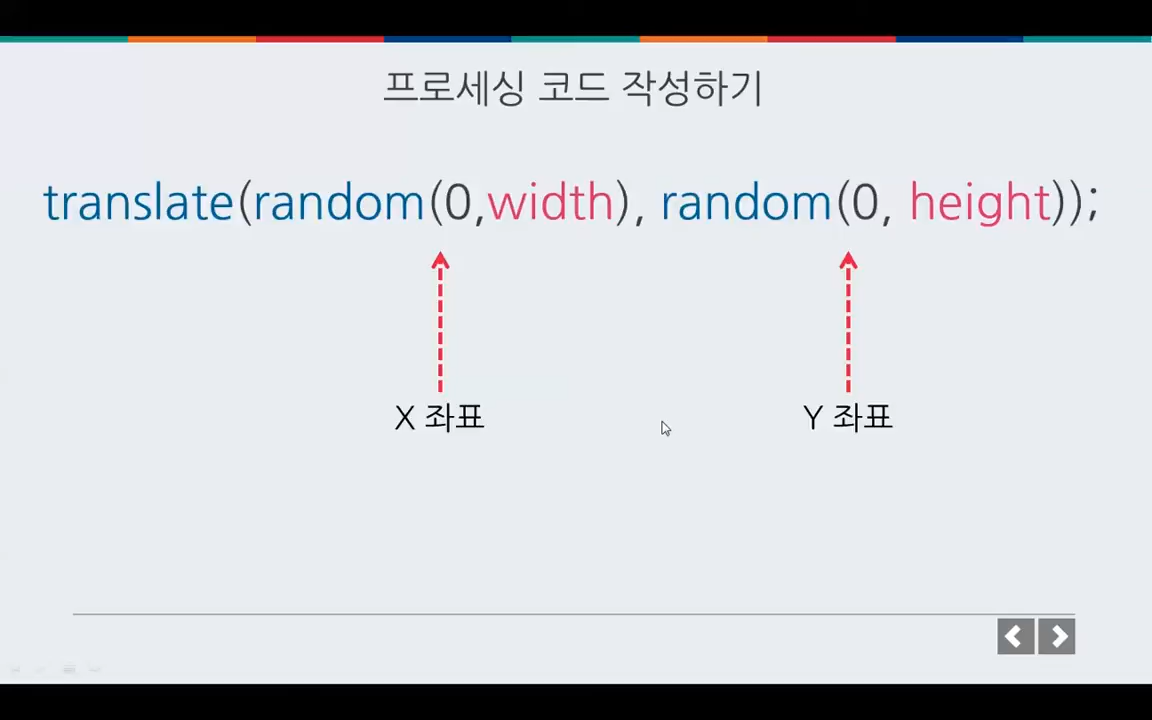 프로세싱 코드 작성하기
translate(random(0,width), random(0, height));
X 좌표 Y 좌표